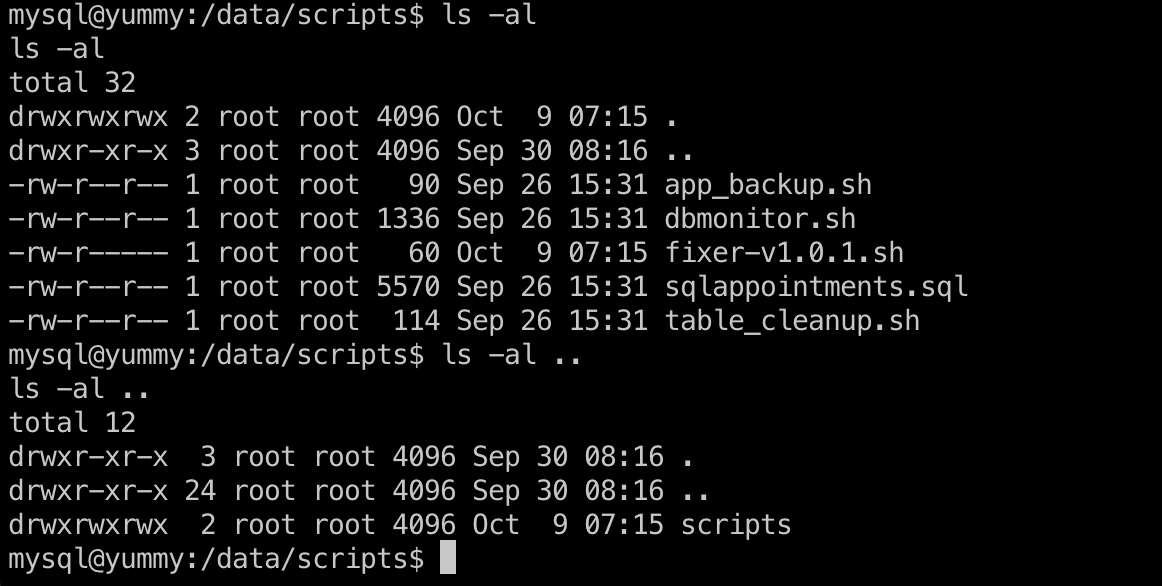 mysql@yummy:/data/scripts$ ls -al
ls -al
total 32
drwxrwxrwx 2 root root 4096 Oct  9 07:15 .
drwxr-xr-x 3 root root 4096 Sep 30 08:16 ..
-rw-r--r-- 1 root root   90 Sep 26 15:31 app_backup.sh
-rw-r--r-- 1 root root 1336 Sep 26 15:31 dbmonitor.sh
-rw-r----- 1 root root   60 Oct  9 07:15 fixer-v1.0.1.sh
-rw-r--r-- 1 root root 5570 Sep 26 15:31 sqlappointments.sql
-rw-r--r-- 1 root root  114 Sep 26 15:31 table_cleanup.sh
mysql@yummy:/data/scripts$ ls -al ..
ls -al ..
total 12
drwxr-xr-x  3 root root 4096 Sep 30 08:16 .
drwxr-xr-x 24 root root 4096 Sep 30 08:16 ..
drwxrwxrwx  2 root root 4096 Oct  9 07:15 scripts
mysql@yummy:/data/scripts$